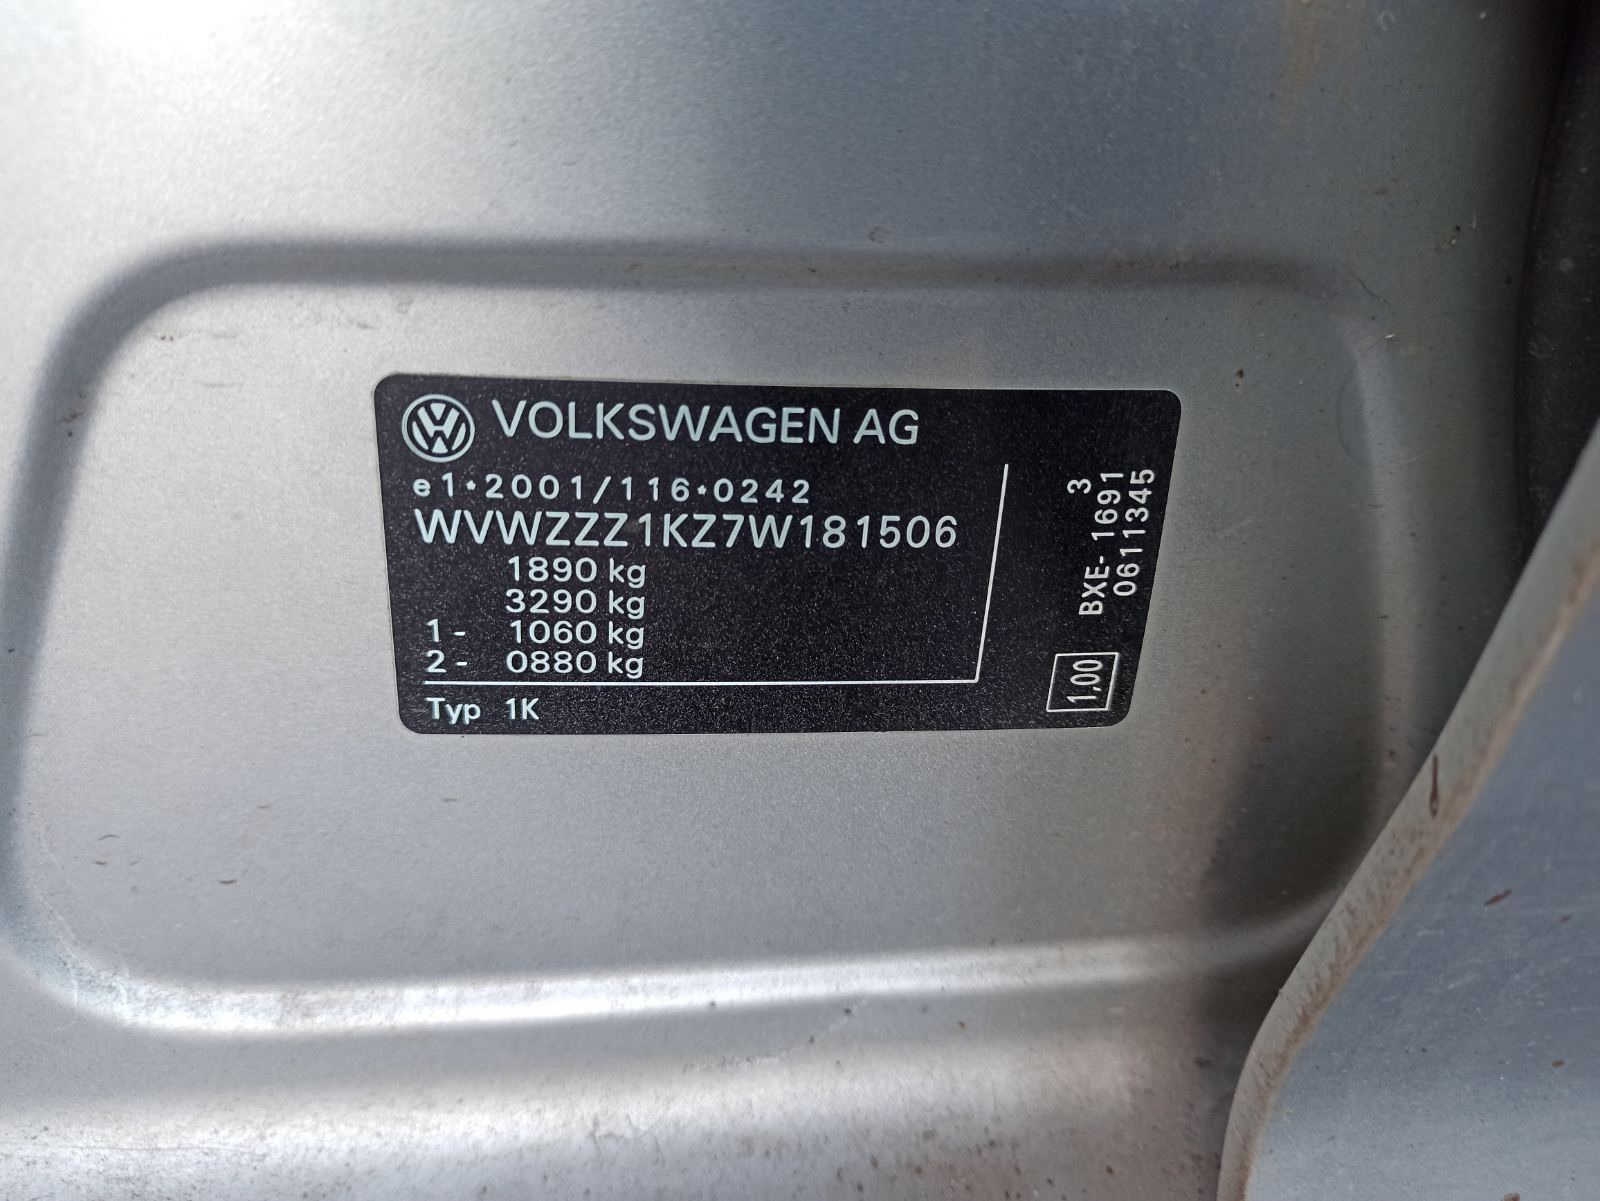 VOLKSWAGEN AG
e1*2001/116*0242
WVWZZZ1KZ7W181506
1890 kg
3290 kg
1 - 1060 kg
2 - 0880 kg
Typ 1K
3
BXE- 1691
0611345
1,00